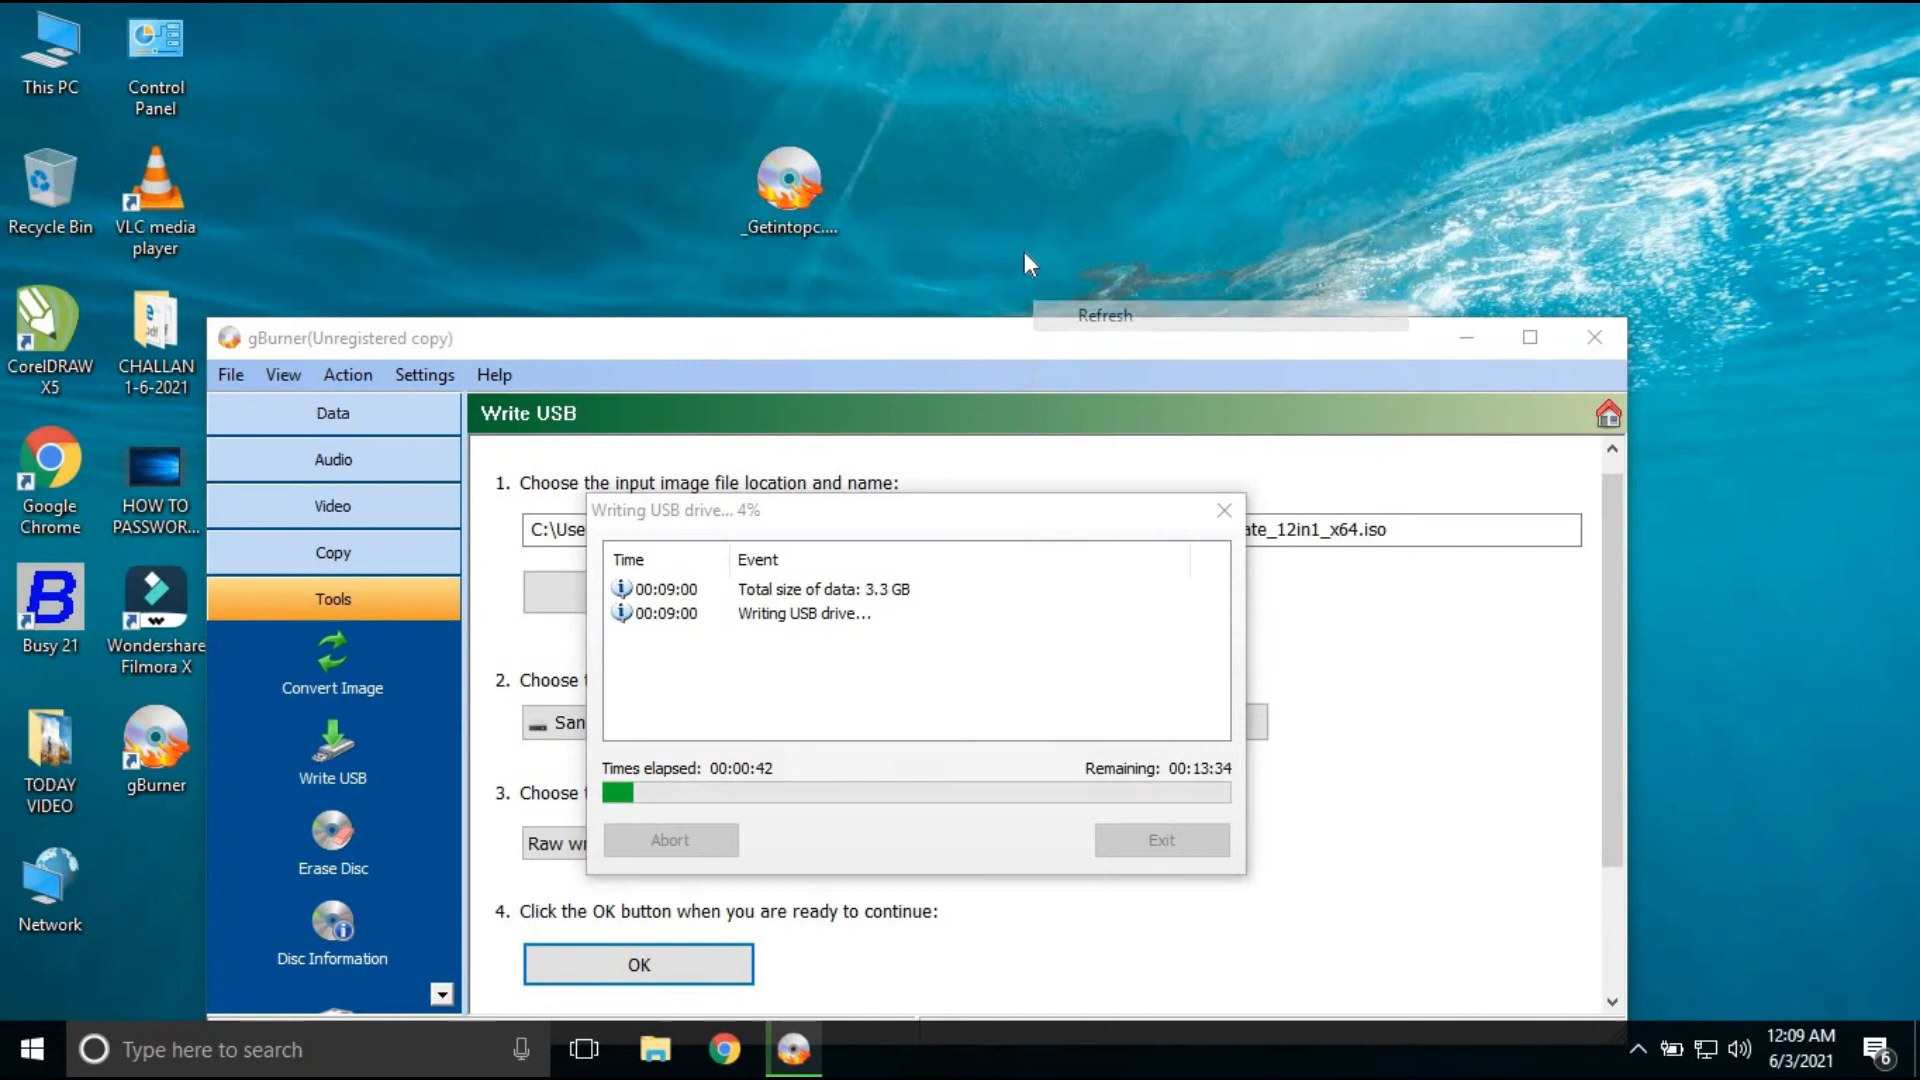 This PC
Control
Panel
Recycle Bin
VLC media
player
_Getintopc....
CorelDRAW
X5
CHALLAN
1-6-2021
Google
Chrome
HOW TO
PASSWOR...
Busy 21
Wondershare
Filmora X
TODAY
VIDEO
gBurner
Network
Refresh
gBurner(Unregistered copy)
File View Action Settings Help
Data
Audio
Video
Copy
Tools
Convert Image
Write USB
Erase Disc
Disc Information
Write USB
1. Choose the input image file location and name:
C:\Use
ate_12in1_x64.iso
Writing USB drive... 4%
Time Event
00:09:00 Total size of data: 3.3 GB
00:09:00 Writing USB drive...
2. Choose
San
Times elapsed: 00:00:42 Remaining: 00:13:34
3. Choose
Raw
Abort Exit
4. Click the OK button when you are ready to continue:
OK
Type here to search
12:09 AM
6/3/2021
6